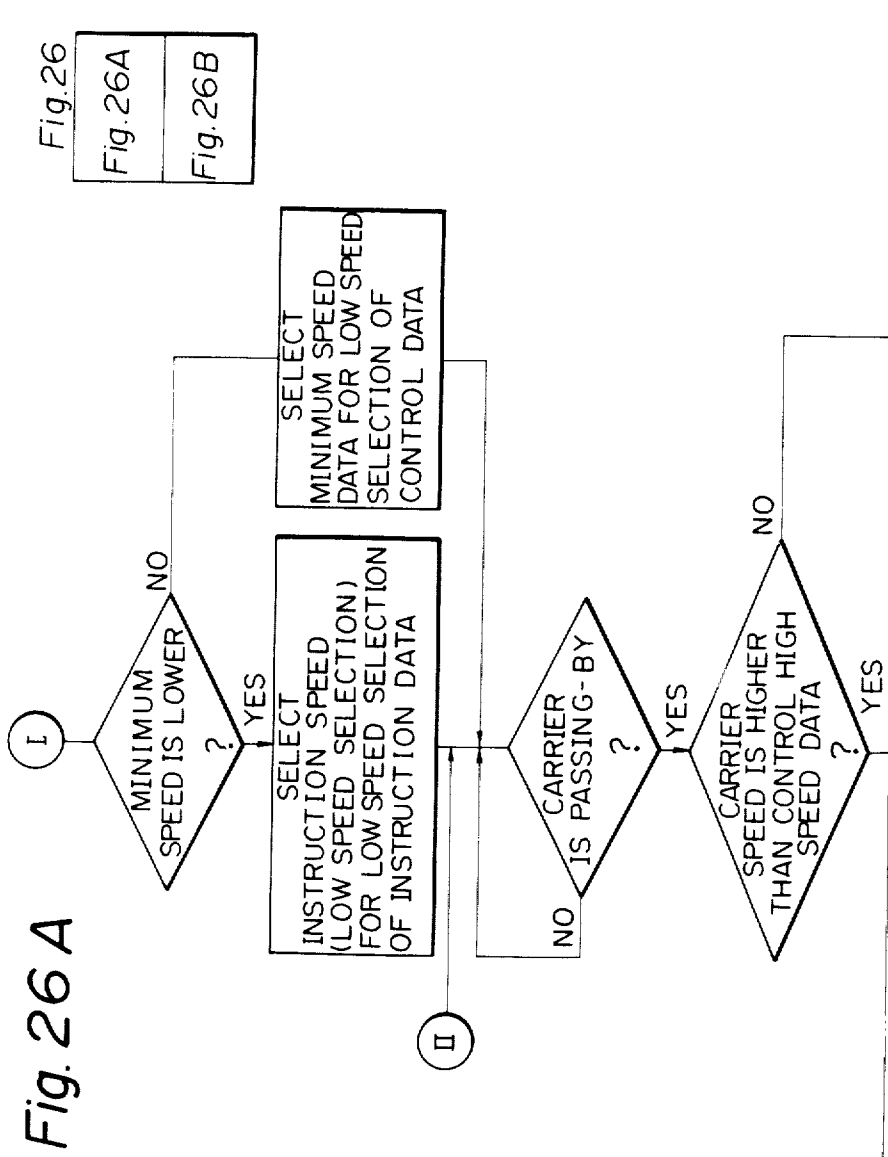 Fig. 26A
Fig.26
Fig.26A
Fig.26B
I
MINIMUM
SPEED IS LOWER
?
NO
YES
SELECT
INSTRUCTION SPEED
(LOW SPEED SELECTION)
FOR LOW SPEED SELECTION
OF INSTRUCTION DATA
SELECT
MINIMUM SPEED
DATA FOR LOW SPEED
SELECTION OF
CONTROL DATA
II
CARRIER
IS PASSING-BY
?
NO
YES
CARRIER
SPEED IS HIGHER
THAN CONTROL HIGH
SPEED DATA
?
NO
YES